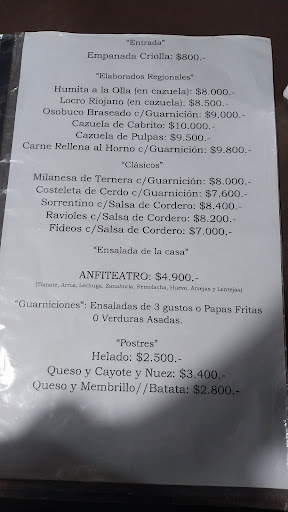 "Entrada"
Empanada Criolla: $800.-
"Elaborados Regionales"
Humita a la Olla (en cazuela): $8.000.-
Locro Riojano (en cazuela): $8.500.-
Osobuco Braseado c/Guarnición: $9.000.-
Cazuela de Cabrito: $10.000.-
Cazuela de Pulpas: $9.500.-
Carne Rellena al Horno c/Guarnición: $9.800.-
"Clásicos"
Milanesa de Ternera c/Guarnición: $8.000.-
Costeleta de Cerdo c/Guarnición: $7.600.-
Sorrentino c/Salsa de Cordero: $8.400.-
Ravioles c/Salsa de Cordero: $8.200.-
Fideos c/Salsa de Cordero: $7.000.-
"Ensalada de la casa"
ANFITEATRO: $4.900.-
(Tomate, Arroz, Lechuga, Zanahoria, Remolacha, Huevo, Arvejas y Lentejas)
"Guarniciones": Ensaladas de 3 gustos o Papas Fritas
0 Verduras Asadas.
"Postres"
Helado: $2.500.-
Queso y Cayote y Nuez: $3.400.-
Queso y Membrillo//Batata: $2.800.-